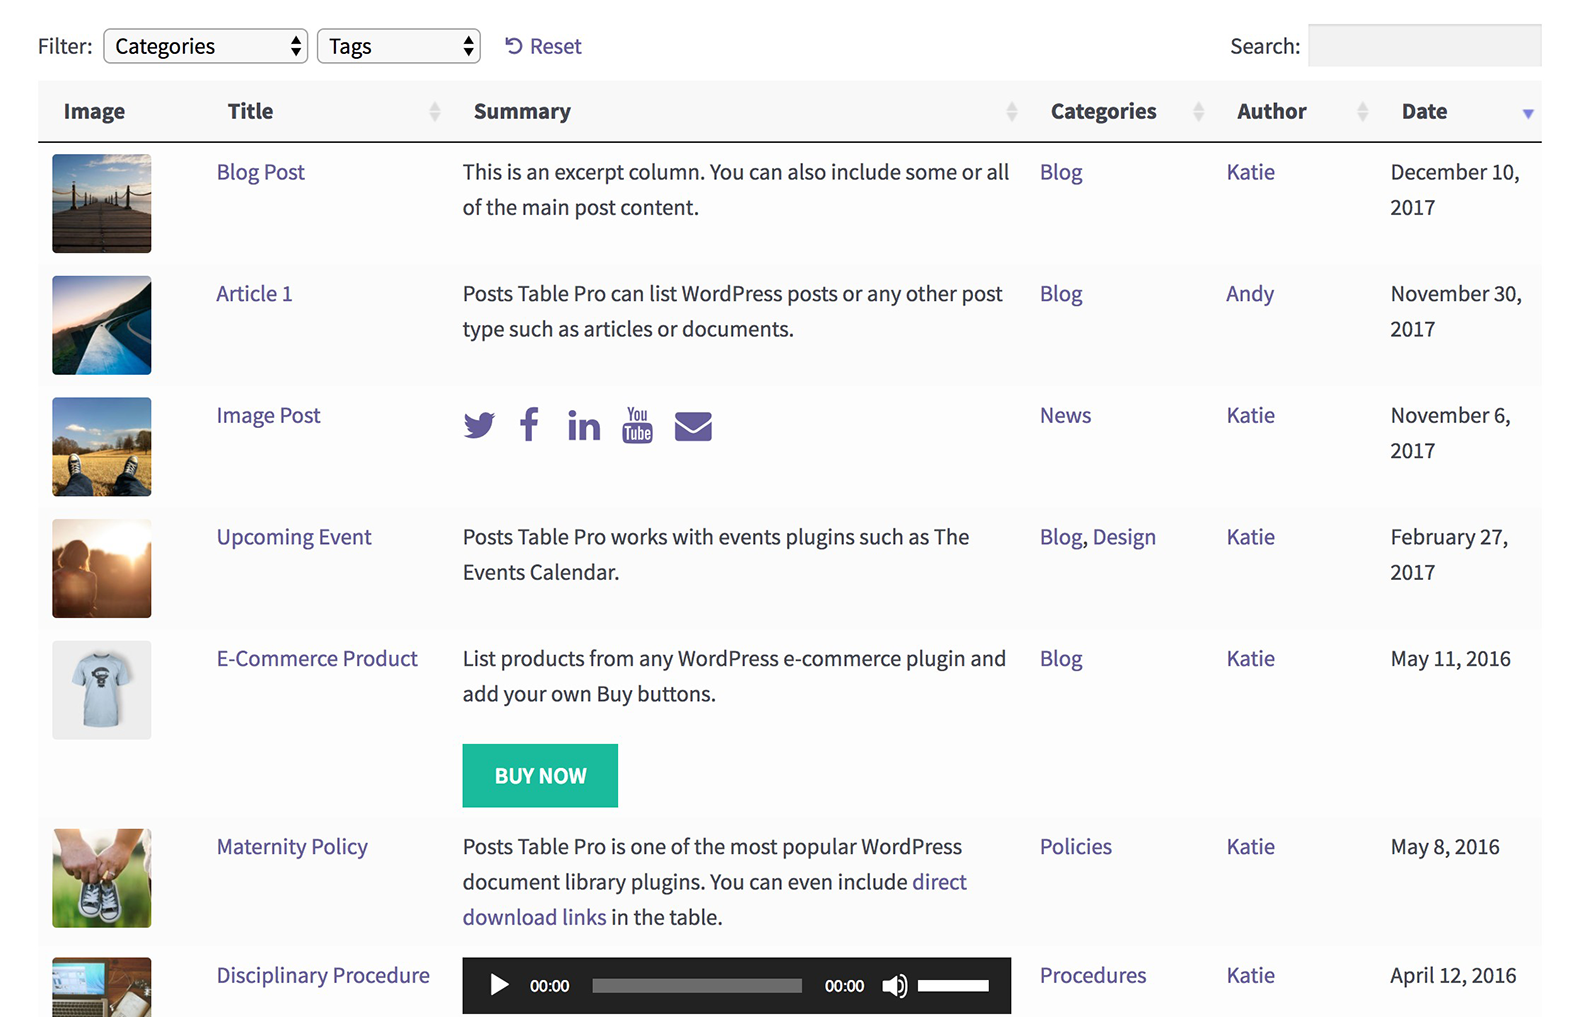 Filter: Categories Tags Reset Search:
Image Title Summary Categories Author Date
Blog Post This is an excerpt column. You can also include some or all Blog Katie December 10,
of the main post content. 2017
Article 1 Posts Table Pro can list WordPress posts or any other post Blog Andy November 30,
type such as articles or documents. 2017
Image Post You Tube News Katie November 6,
2017
Upcoming Event Posts Table Pro works with events plugins such as The Blog, Design Katie February 27,
Events Calendar. 2017
E-Commerce Product List products from any WordPress e-commerce plugin and Blog Katie May 11, 2016
add your own Buy buttons.
BUY NOW
Maternity Policy Posts Table Pro is one of the most popular WordPress Policies Katie May 8, 2016
document library plugins. You can even include direct
download links in the table.
Disciplinary Procedure 00:00 00:00 Procedures Katie April 12, 2016